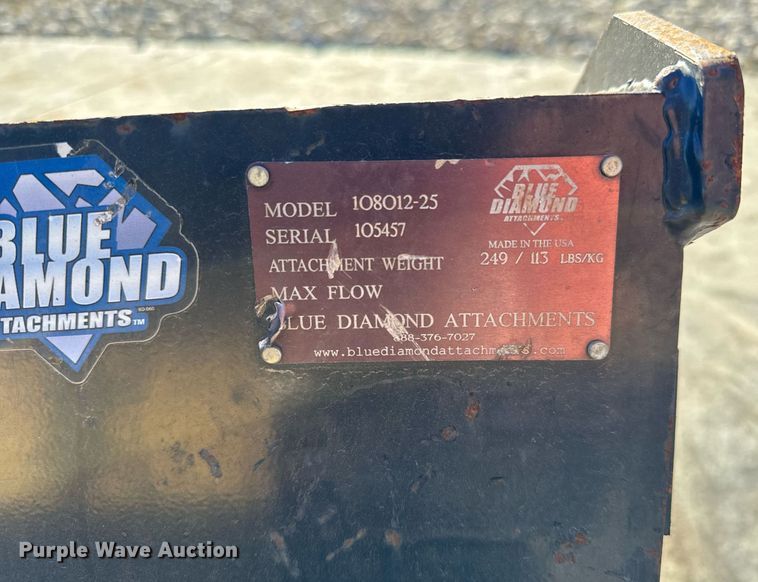 BLUE
DIAMOND
ATTACHMENTS™
MODEL 108012-25
SERIAL 105457
ATTACHMENT WEIGHT 249 / 113 LBS/KG
MAX FLOW
BLUE DIAMOND ATTACHMENTS
888-376-7027
www.bluediamondattachments.com
BLUE
DIAMOND
ATTACHMENTS
MADE IN THE USA
Purple Wave Auction